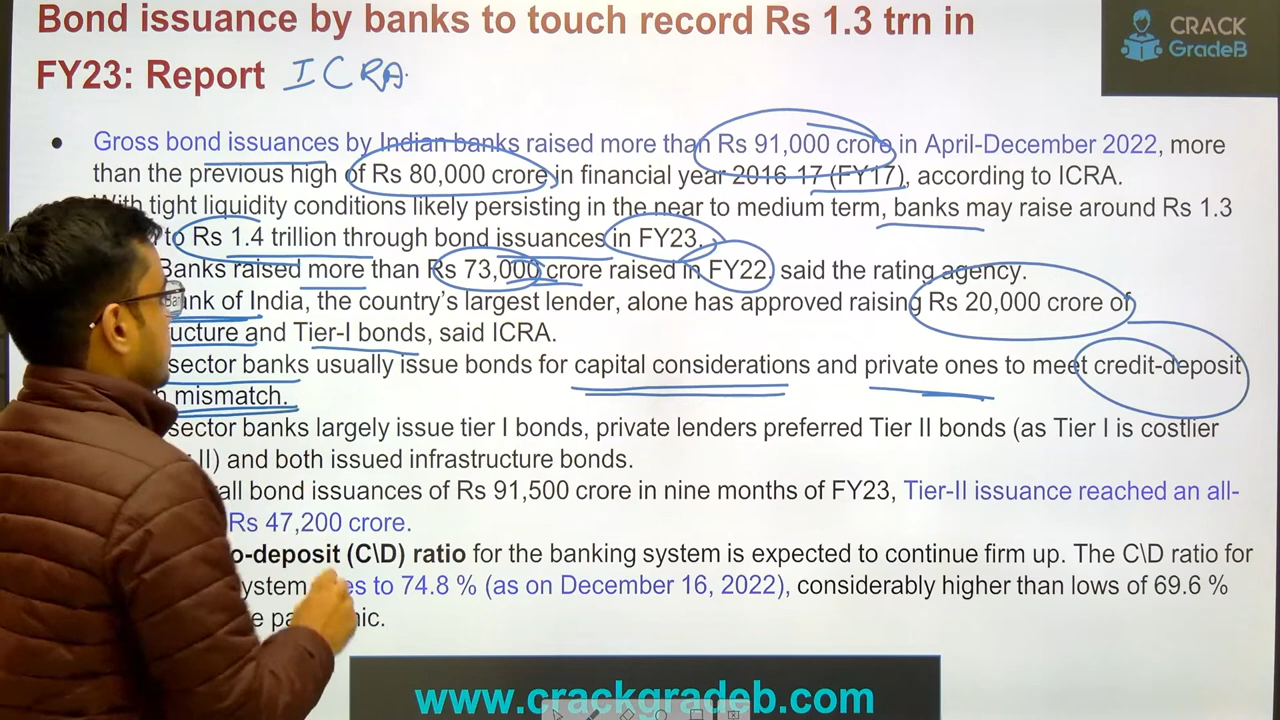 Bond issuance by banks to touch record Rs 1.3 trn in
FY23: Report ICRA
CRACK
GradeB
• Gross bond issuances by Indian banks raised more than Rs 91,000 crore in April-December 2022, more
than the previous high of Rs 80,000 crore in financial year 2016-17 (FY17), according to ICRA.
With tight liquidity conditions likely persisting in the near to medium term, banks may raise around Rs 1.3
to Rs 1.4 trillion through bond issuances in FY23.
Banks raised more than Rs 73,000 crore raised in FY22, said the rating agency.
ank of India, the country's largest lender, alone has approved raising Rs 20,000 crore of
ucture and Tier-I bonds, said ICRA.
sector banks usually issue bonds for capital considerations and private ones to meet credit-deposit
mismatch.
sector banks largely issue tier I bonds, private lenders preferred Tier II bonds (as Tier I is costlier
II) and both issued infrastructure bonds.
all bond issuances of Rs 91,500 crore in nine months of FY23, Tier-II issuance reached an all-
Rs 47,200 crore.
o-deposit (C\D) ratio for the banking system is expected to continue firm up. The C\D ratio for
ystem es to 74.8 % (as on December 16, 2022), considerably higher than lows of 69.6 %
e pa ic.
www.crackgradeb.com